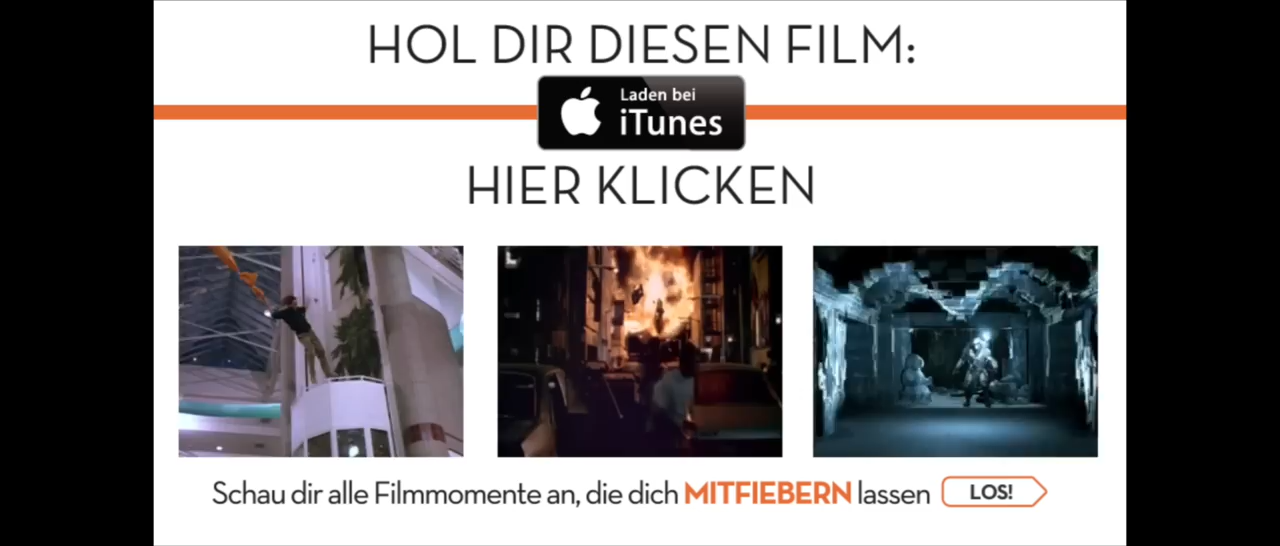 HOL DIR DIESEN FILM:
Laden bei
iTunes
HIER KLICKEN
Schau dir alle Filmmomente an, die dich MITFIEBERN lassen LOS!